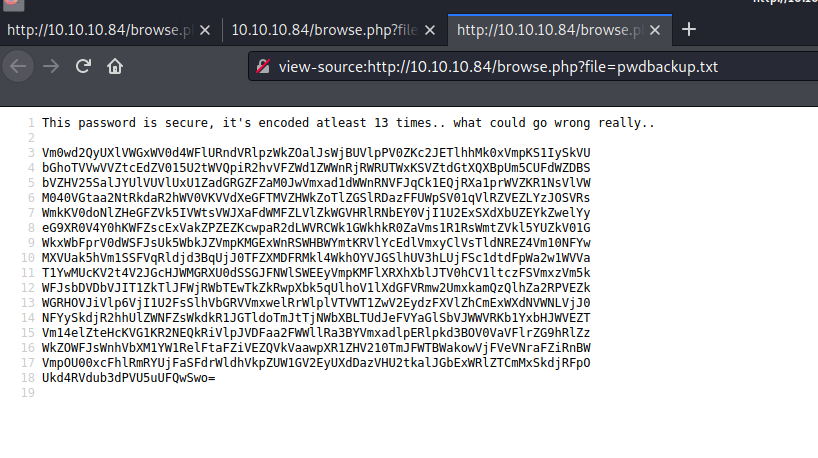 http://10.10.10.84/browse.p
10.10.10.84/browse.php?file
http://10.10.10.84/browse.p
view-source:http://10.10.10.84/browse.php?file=pwdbackup.txt
1 This password is secure, it's encoded atleast 13 times.. what could go wrong really..
2
3 Vm0wd2QyUXlVWGxWV0d4WFlURndVRlpzWkZOalJsWjBUVlpPV0ZKc2JETlhhMk0xVmpKS1IySkVU
4 bGhoTVVwVVZtcEdZV015U2tWVQpiR2hvVFZWd1ZWWnRjRWRUTWxKSVZtdGtXQXBpUm5CUFdWZDBS
5 bVZHV25SalJYUlVUVlUxU1ZadGRGZFZaM0JwVmxad1dWWnRNVFJqCk1EQjRXa1prWVZKR1NsVlVW
6 M040VGtaa2NtRkdaR2hWV0VKVVdXeGFTMVZHWkZoTlZGSlRDazFFUWpSV01qVlRZVEZLYzJOSVRs
7 WmkKV0doNlZHeGFZVk5IVWtsVWJXaFdWMFZLVlZkWGVHRlRNbEY0VjI1U2ExSXdXbUZEYkZwelYy
8 eG9XR0V4Y0hKWFZscExVakZPZEZKcwpaR2dLWVRCWk1GWkhkR0ZaVms1R1RsWmtZVkl5YUZkV01G
9 WkxWbFprV0dWSFJsUk5WbkJZVmpKMGExWnRSWHBWYmtKRVlYcEdlVmxyClVsTldNREZ4Vm10NFYw
10 MXVUak5hVm1SSFVqRldjd3BqUjJ0TFZXMDFRMkl4WkhOYVJGSlhUV3hLUjFSc1dtdFpWa2w1WVVa
11 T1YwMUcKV2t4V2JGcHJWMGRXU0dSSGJFNWlSWEEyVmpKMFlXRXhXblJTV0hCV1ltczFSVmxzVm5k
12 WFJsbDVDbVJIT1ZkTlJFWjRWbTEwTkZkRwpXbk5qUlhoV1lXdGFVRmw2UmxkamQzQlhZa2RPVEZk
13 WGRHOVJiVlp6VjI1U2FsSlhVbGRVVmxwelRrWlplVTVWT1ZwV2EydzFXVlZhCmExWXdNVWNLVjJ0
14 NFYySkdjR2hhUlZWNFZsWkdkR1JGTldoTmJtTjNWbXBLTUdJeFVYaGlSbVJWWVRKb1YxbHJWVEZT
15 Vm14elZteHcKVG1KR2NEQkRiVlpJVDFaa2FWWllRa3BYVmxadlpERlpkd3BOV0VaVFlrZG9hRlZz
16 WkZOWFJsWnhVbXM1YW1RelFtaFZiVEZQVkVaawpXR1ZHV210TmJFWTBWakowVjFVeVNraFZiRnBW
17 VmpOU00xcFhlRmRYUjFaSFdrWldhVkpZUW1GV2EyUXdDazVHU2tkalJGbExWRlZTCmMxSkdjRFpO
18 Ukd4RVdub3dPVU5uUFQwSwo=
19